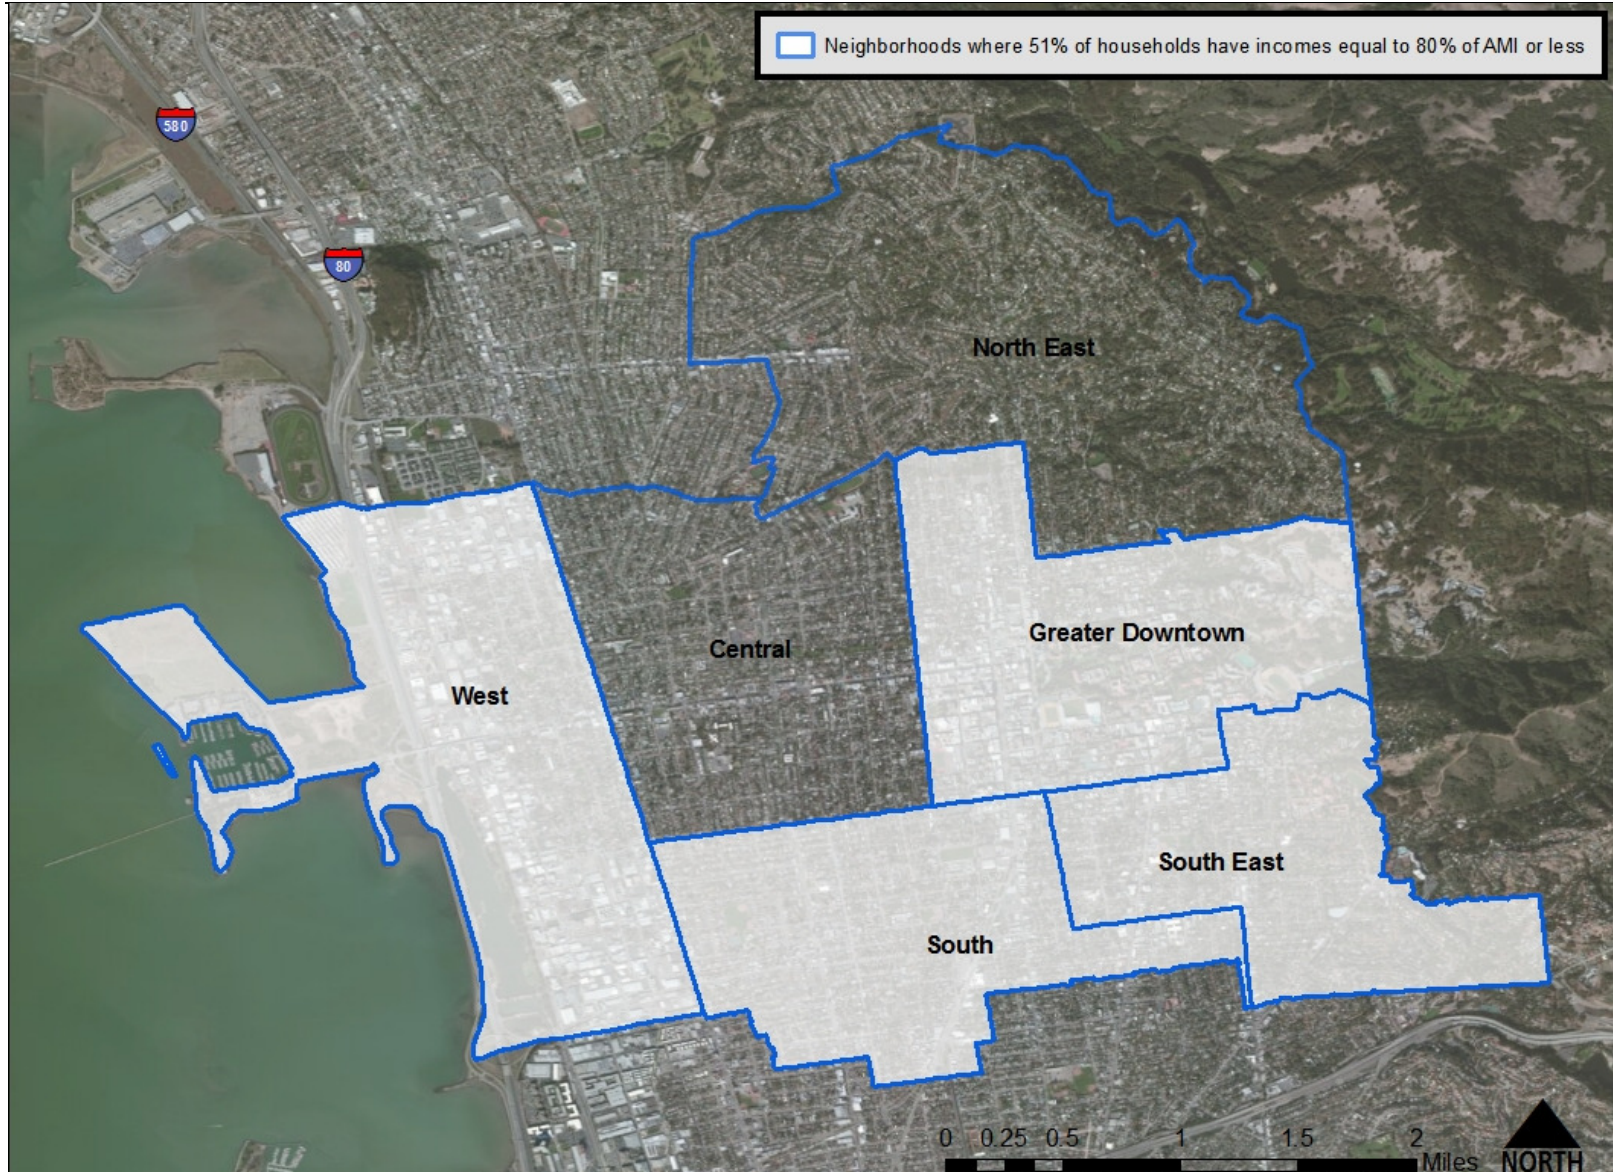 Neighborhoods where 51% of households have incomes equal to 80% of AMI or less
580
80
North East
Greater Downtown
Central
West
South East
South
0 0.25 0.5 1 1.5 2
Miles NORTH